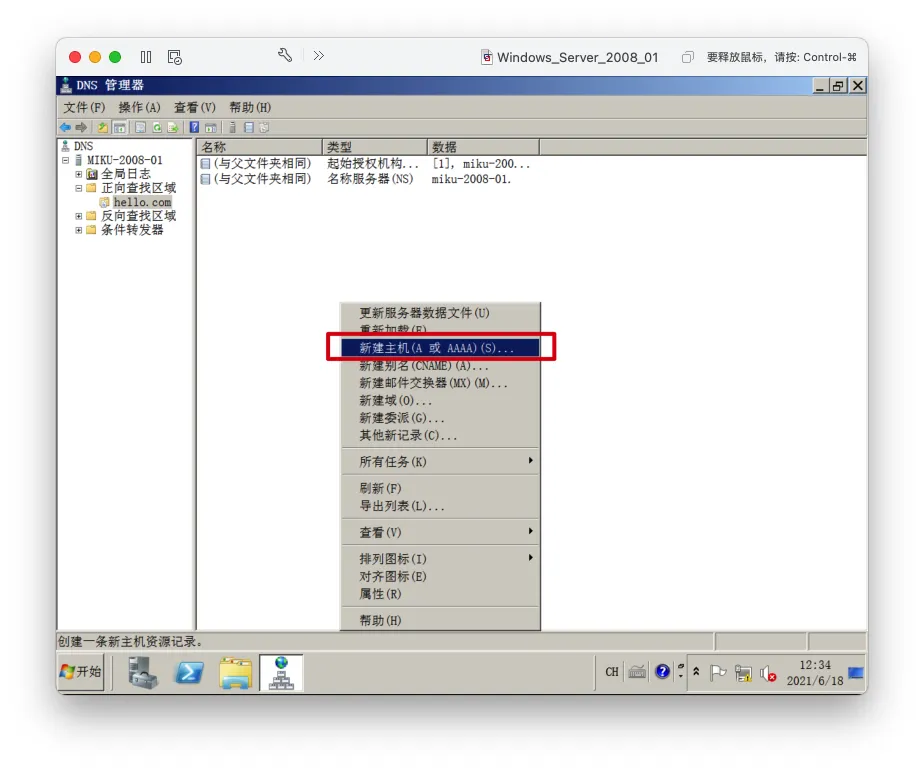 Windows_Server_2008_01
要释放鼠标，请按: Control-⌘
DNS 管理器
文件(F) 操作(A) 查看(V) 帮助(H)
DNS
MIKU-2008-01
全局日志
正向查找区域
hello.com
反向查找区域
条件转发器
名称 类型 数据
(与父文件夹相同) 起始授权机构... [1], miku-200...
(与父文件夹相同) 名称服务器(NS) miku-2008-01.
更新服务器数据文件(U)
重新加载(E)
新建主机(A 或 AAAA)(S)...
新建别名(CNAME)(A)...
新建邮件交换器(MX)(M)...
新建域(O)...
新建委派(G)...
其他新记录(C)...
所有任务(K)
刷新(F)
导出列表(L)...
查看(V)
排列图标(I)
对齐图标(E)
属性(R)
帮助(H)
创建一条新主机资源记录。
开始
CH
12:34
2021/6/18